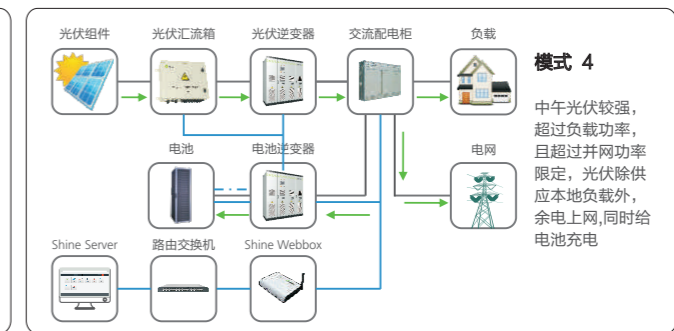 光伏组件
光伏汇流箱
光伏逆变器
交流配电柜
负载
模式 4
中午光伏较强，
超过负载功率，
且超过并网功率
限定，光伏除供
应本地负载外，
余电上网,同时给
电池充电
电池
电池逆变器
电网
Shine Server
路由交换机
Shine Webbox